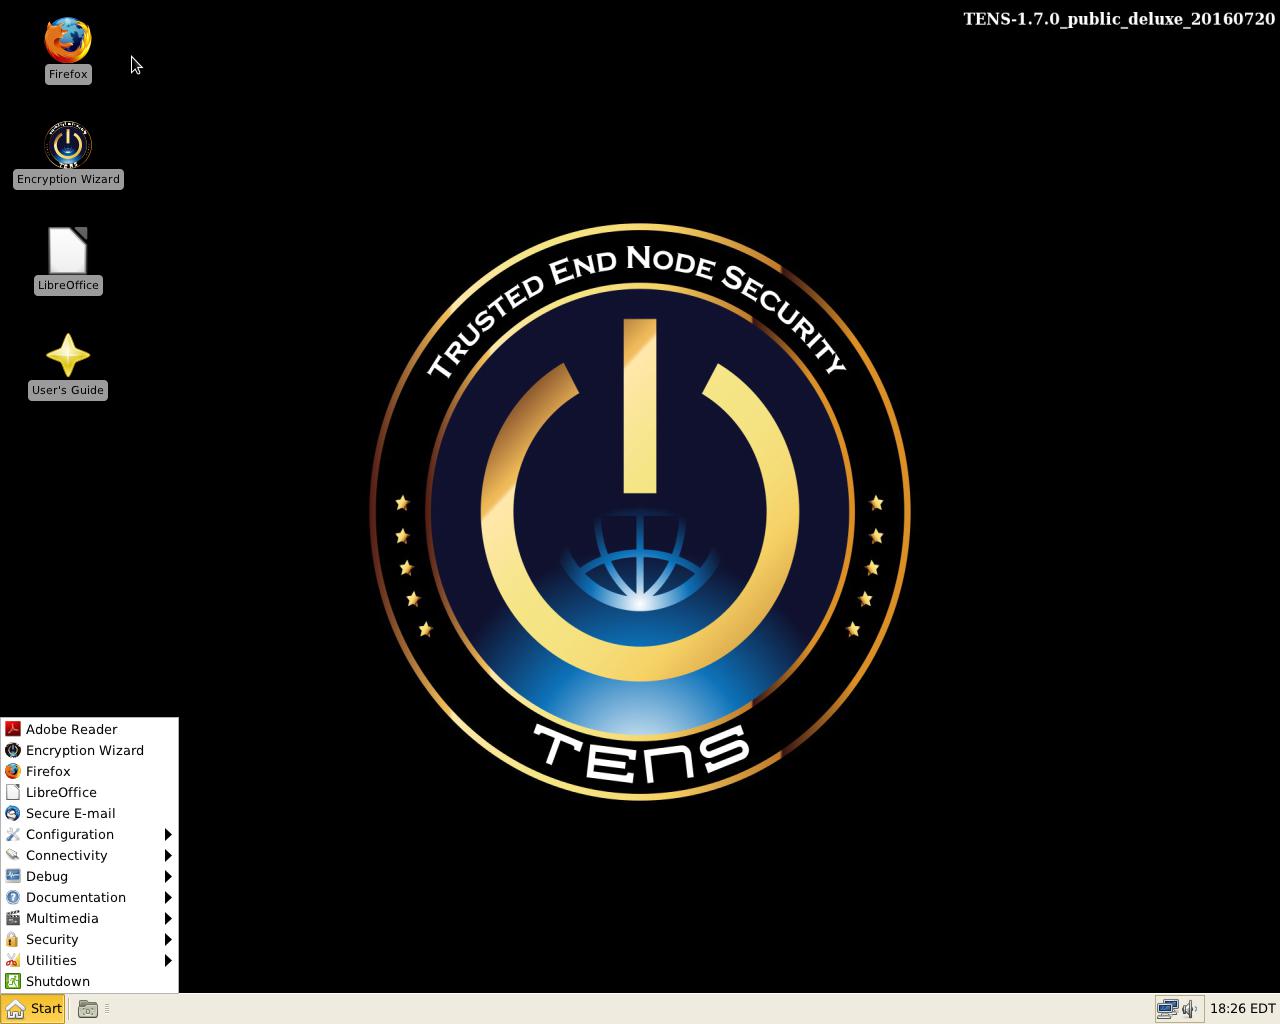 TENS-1.7.0_public_deluxe_20160720
Firefox
Encryption Wizard
LibreOffice
User's Guide
TRUSTED END NODE SECURITY
TENS
Adobe Reader
Encryption Wizard
Firefox
LibreOffice
Secure E-mail
Configuration
Connectivity
Debug
Documentation
Multimedia
Security
Utilities
Shutdown
Start
18:26 EDT